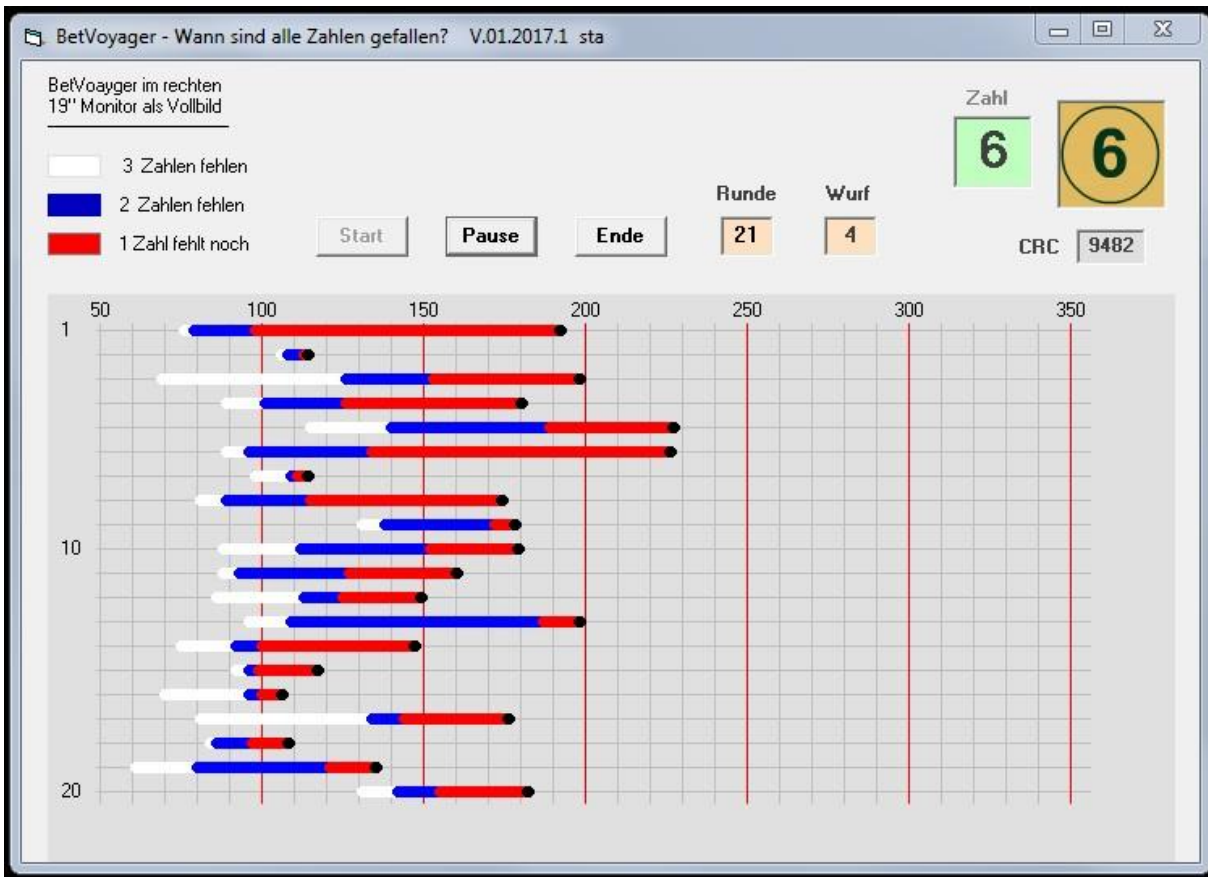 BetVoyager - Wann sind alle Zahlen gefallen? V.01.2017.1 sta
BetVoayger im rechten
19'' Monitor als Vollbild
3 Zahlen fehlen
2 Zahlen fehlen
1 Zahl fehlt noch
Start
Pause
Ende
Runde
21
Wurf
4
Zahl
6
6
CRC 9482
50 100 150 200 250 300 350
1
10
20